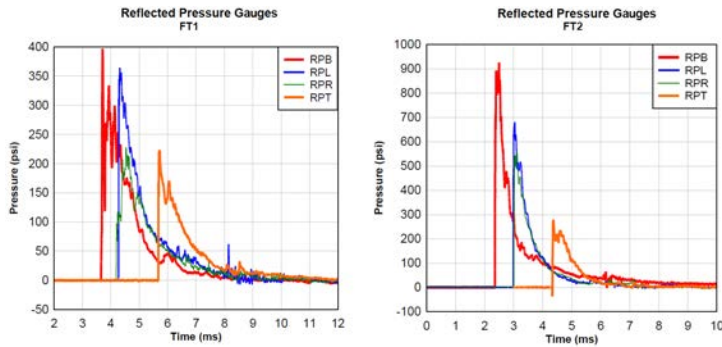 Reflected Pressure Gauges
FT1
400
350
300
250
200
150
100
50
0
-50
Pressure (psi)
RPB
RPL
RPR
RPT
2 3 4 5 6 7 8 9 10 11 12
Time (ms)
Reflected Pressure Gauges
FT2
1000
900
800
700
600
500
400
300
200
100
0
-100
Pressure (psi)
RPB
RPL
RPR
RPT
0 1 2 3 4 5 6 7 8 9 10
Time (ms)